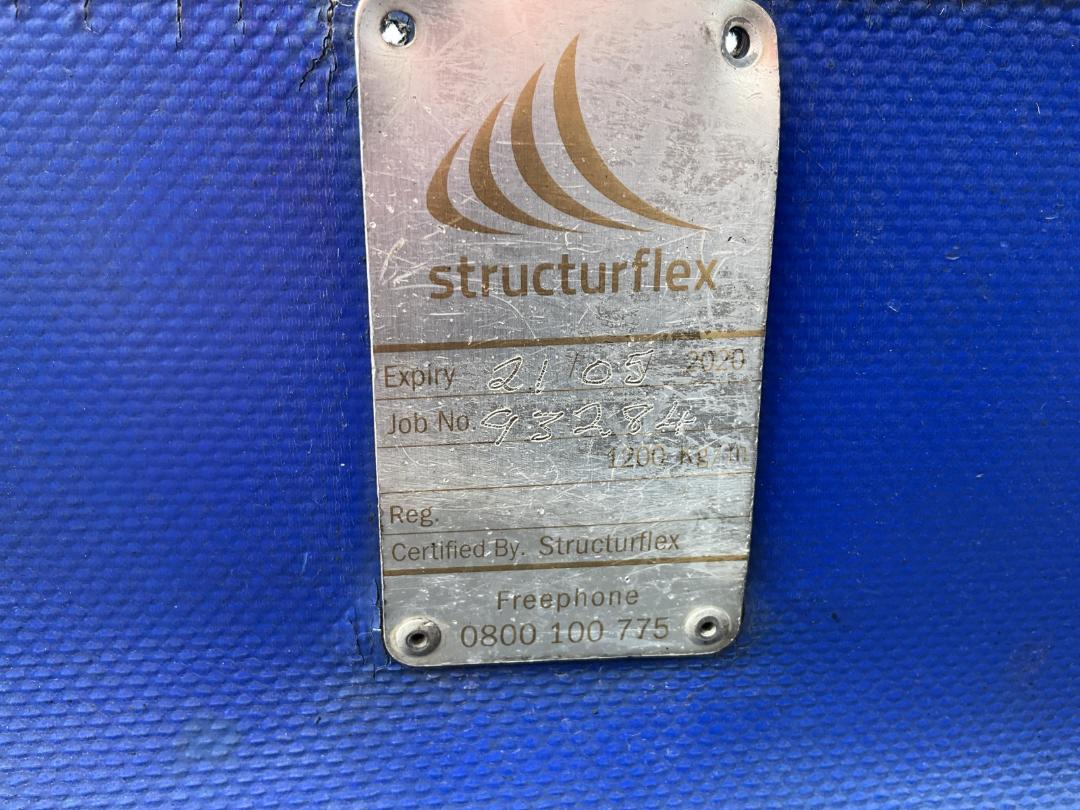 structurflex
Expiry 21/05/2020
Job No. 93284
1200 Kg/m
Reg.
Certified By. Structurflex
Freephone
0800 100 775